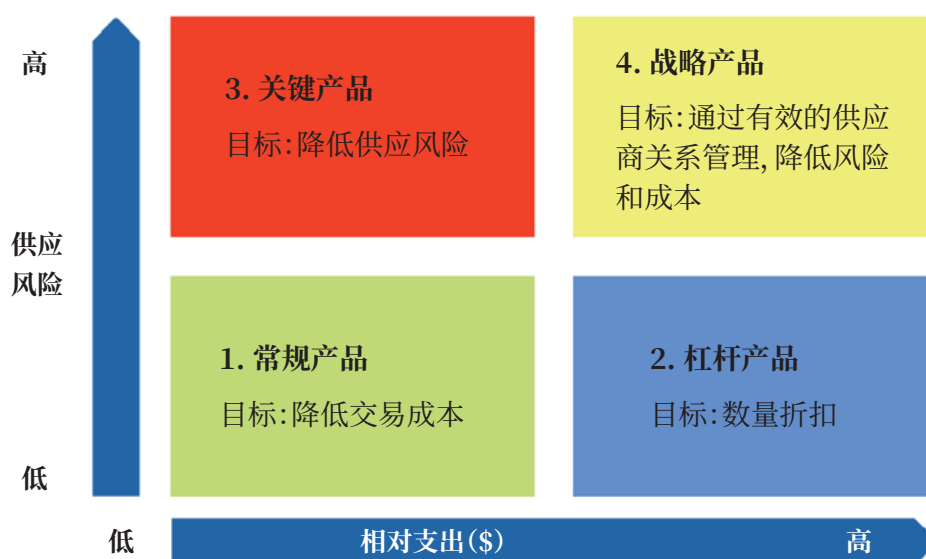 高
3. 关键产品
目标：降低供应风险
4. 战略产品
目标：通过有效的供应
商关系管理, 降低风险
和成本
供应
风险
1. 常规产品
目标：降低交易成本
2. 杠杆产品
目标：数量折扣
低
低
相对支出($)
高